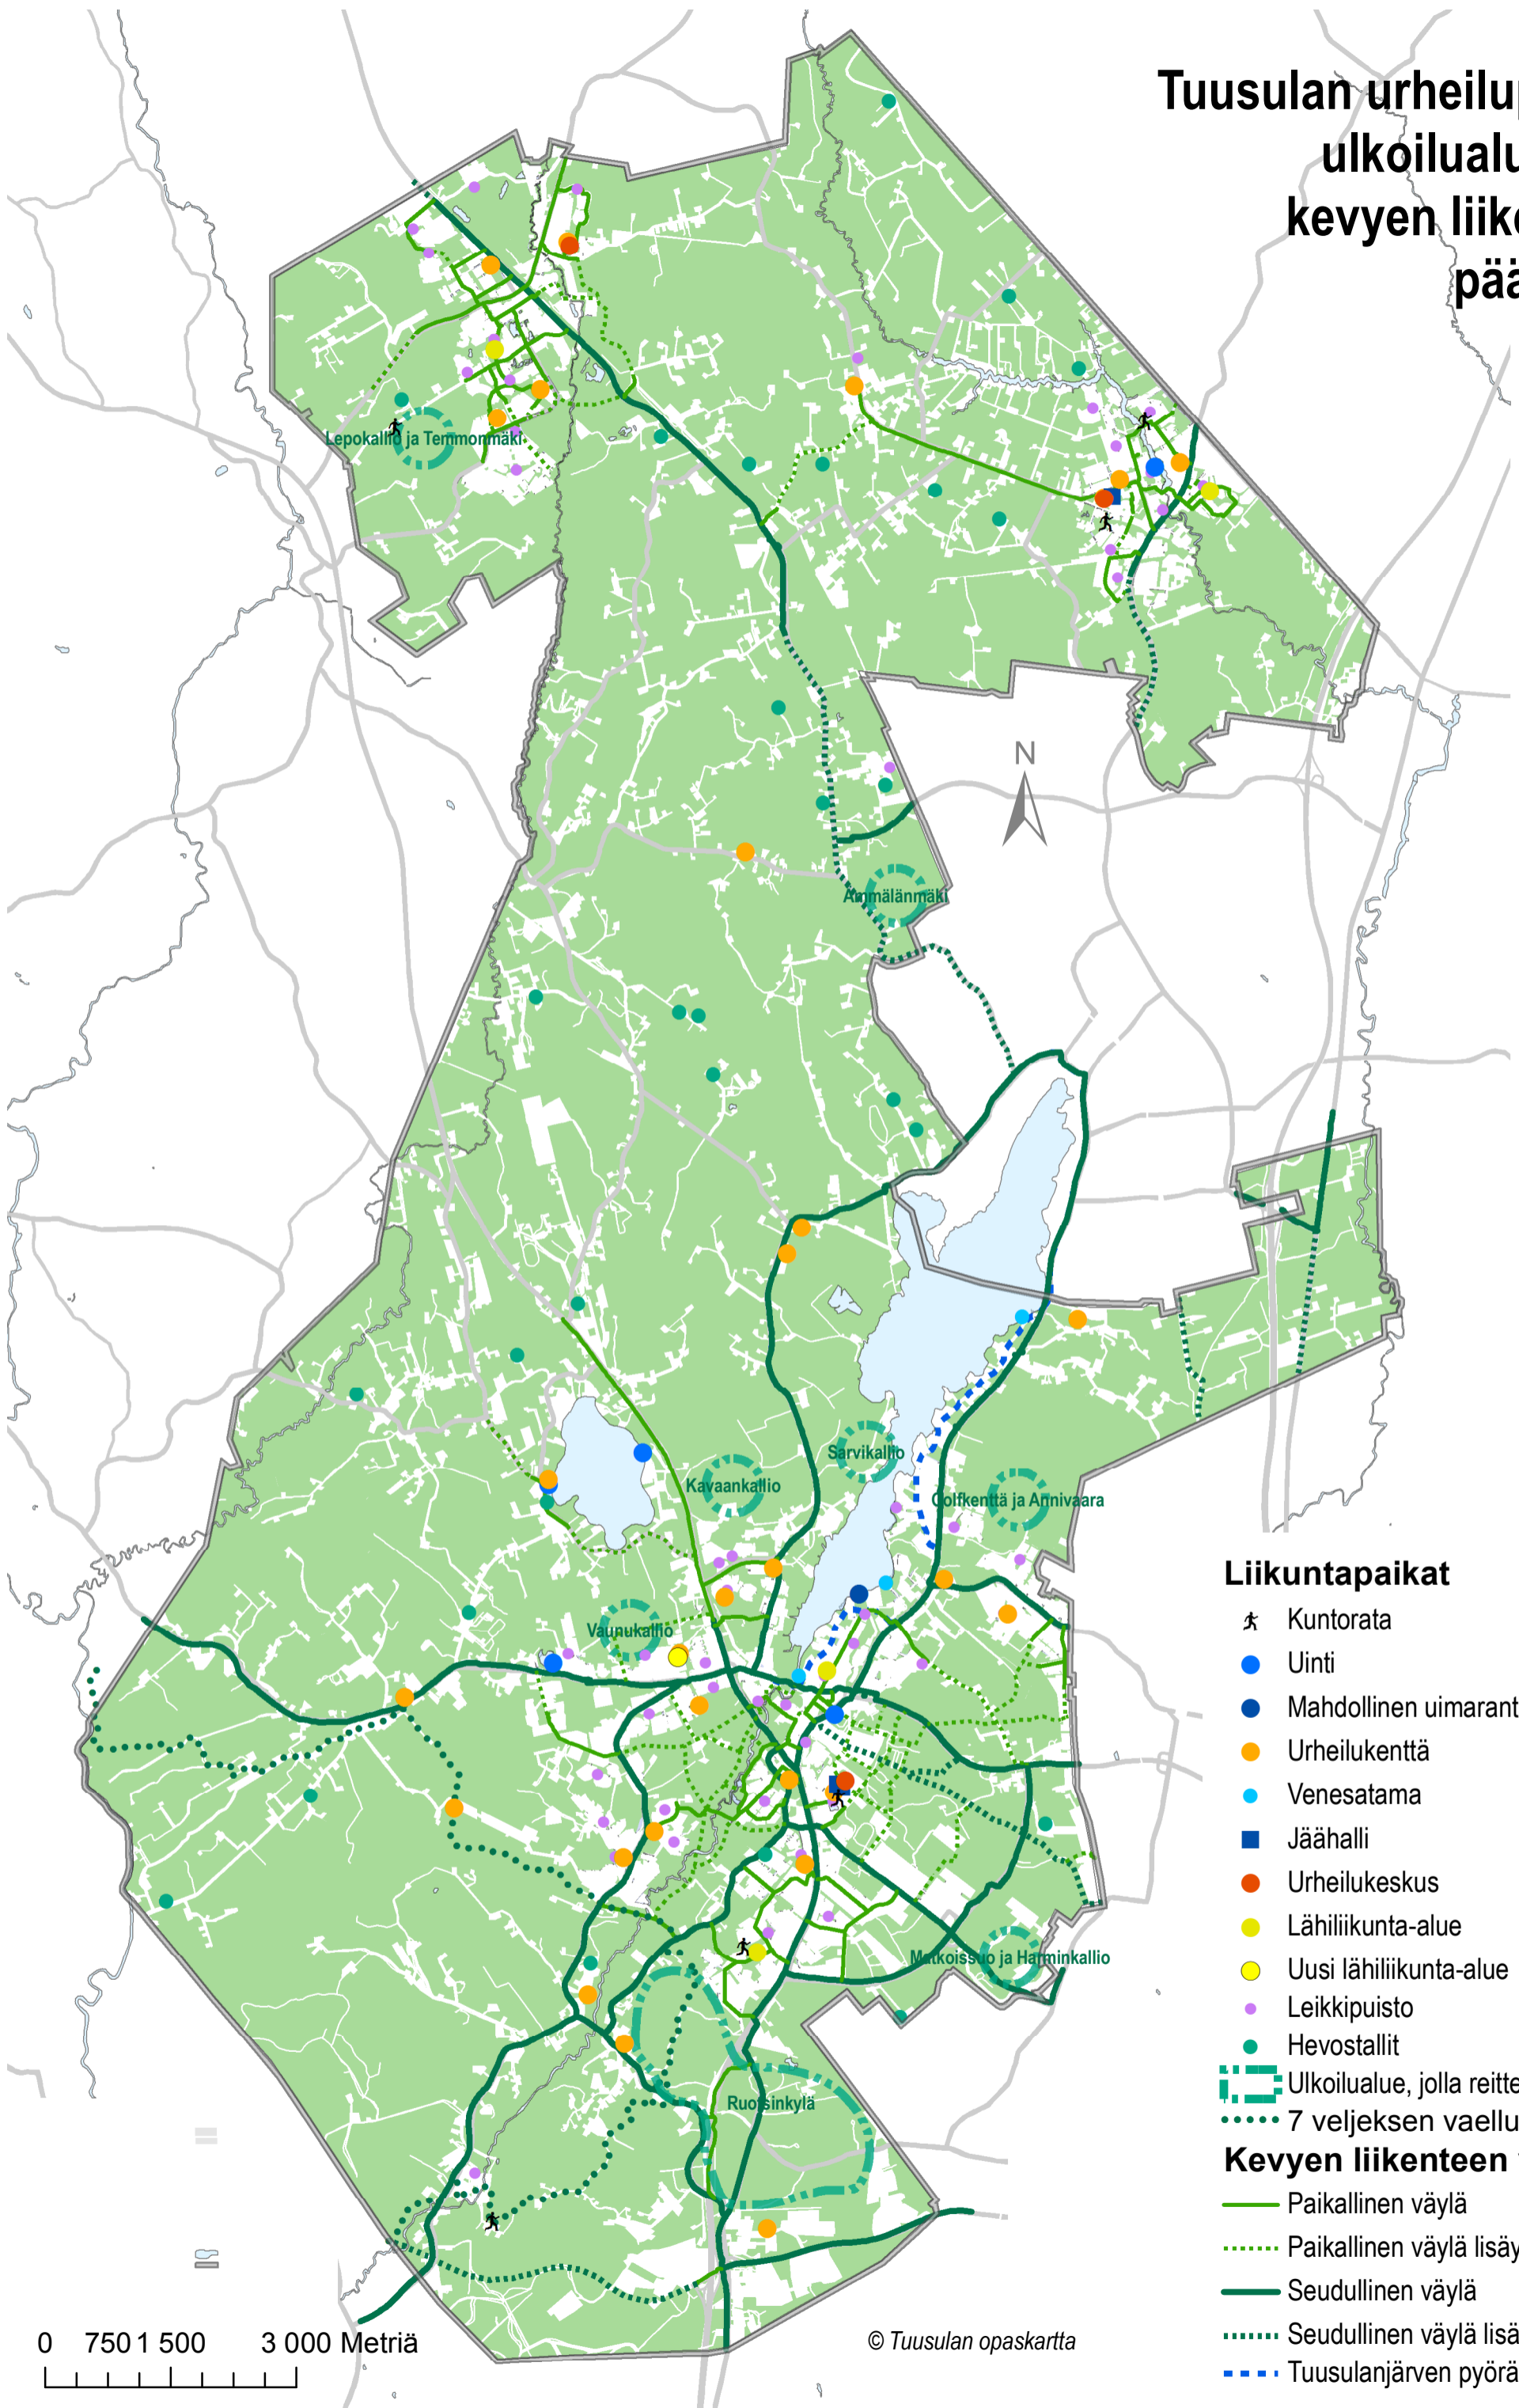 Tuusulan urheilup
ulkoilualu
kevyen liike
pää
Lepokallio ja Temmonmäki
N
Ammälänmäki
Sarvikallio
Kavaankallio
Golfkenttä ja Annivaara
Vaunukallio
Matkoissuo ja Harminkallio
Ruotsinkylä
Liikuntapaikat
Kuntorata
Uinti
Mahdollinen uimarant
Urheilukenttä
Venesatama
Jäähalli
Urheilukeskus
Lähiliikunta-alue
Uusi lähiliikunta-alue
Leikkipuisto
Hevostallit
Ulkoilualue, jolla reitte
7 veljeksen vaellu
Kevyen liikenteen v
Paikallinen väylä
Paikallinen väylä lisäy
Seudullinen väylä
Seudullinen väylä lisä
Tuusulanjärven pyörä
0 750 1 500 3 000 Metriä
© Tuusulan opaskartta